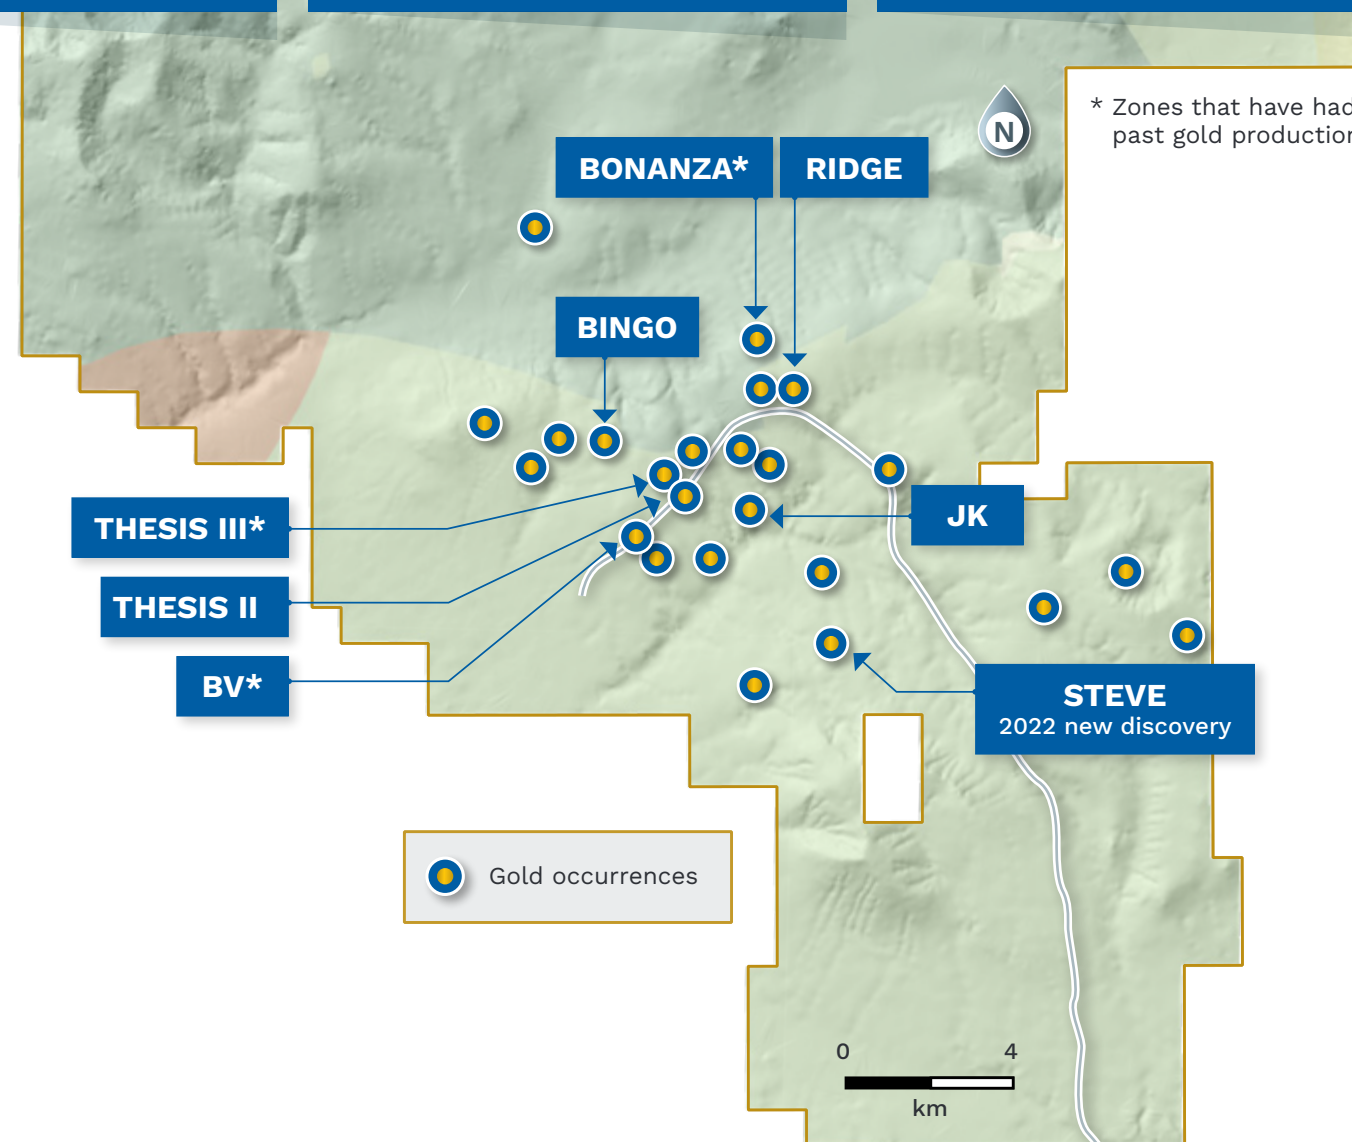 * Zones that have had
past gold production
N
BONANZA*
RIDGE
BINGO
THESIS III*
JK
THESIS II
BV*
STEVE
2022 new discovery
Gold occurrences
0 4
km